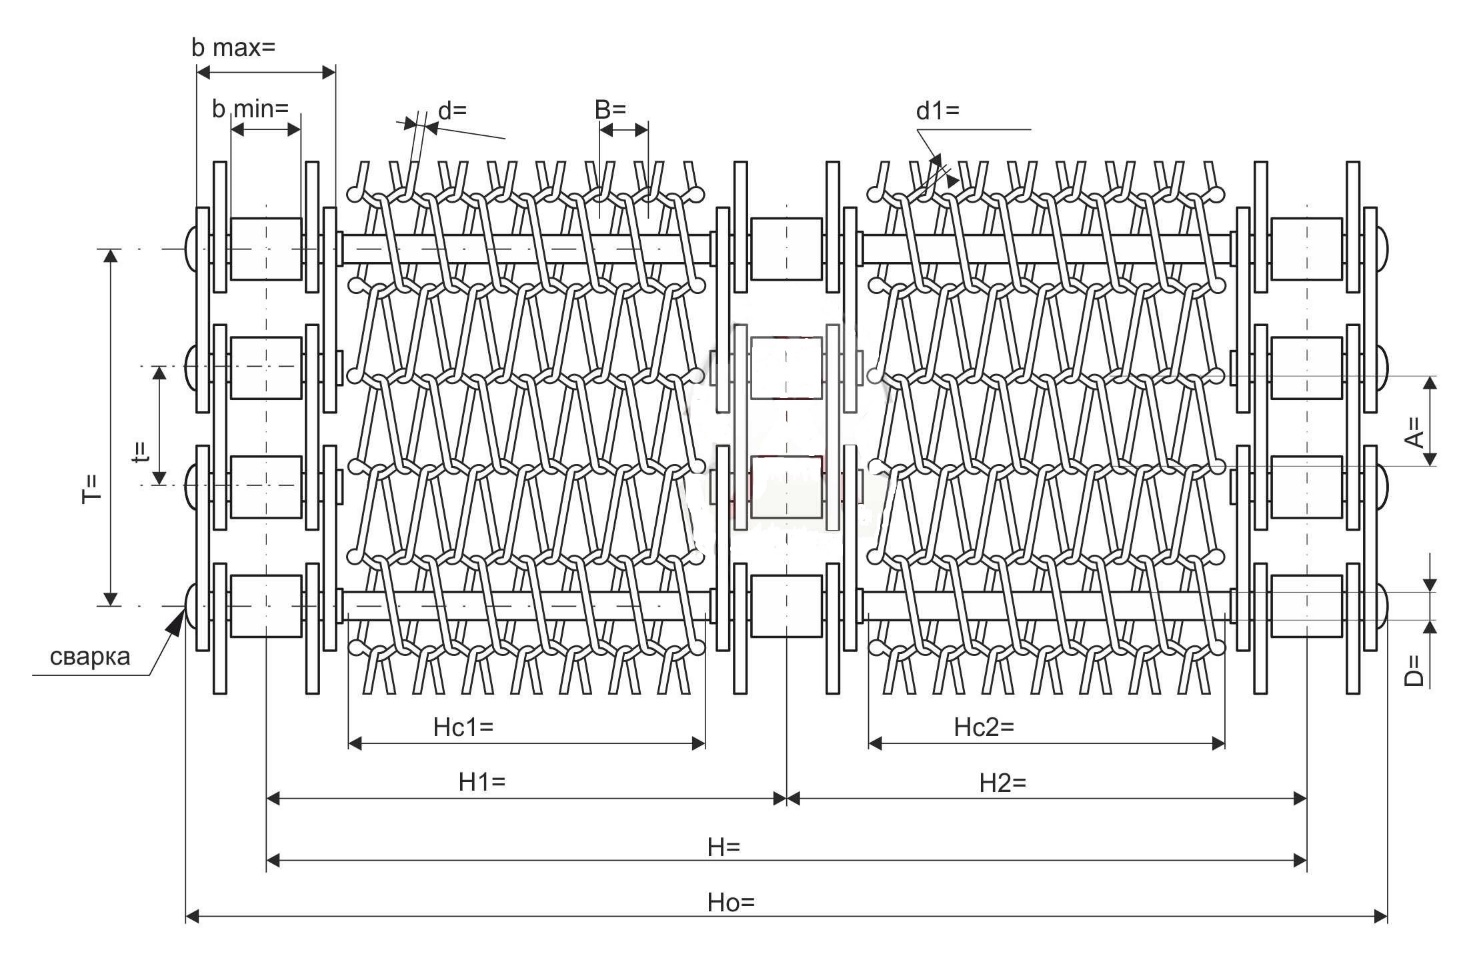 b max=
b min=
d=
B=
d1=
t=
T=
A=
D=
сварка
Hc1=
Hc2=
H1=
H2=
H=
Ho=